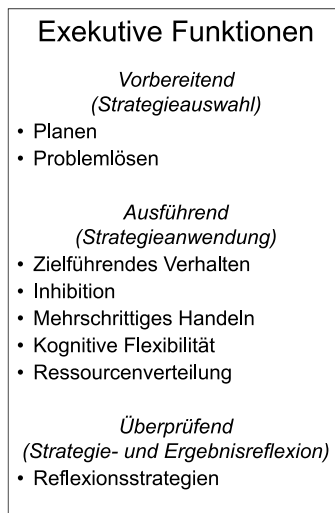 Exekutive Funktionen
Vorbereitend
(Strategieauswahl)
• Planen
• Problemlösen
Ausführend
(Strategieanwendung)
• Zielführendes Verhalten
• Inhibition
• Mehrschrittiges Handeln
• Kognitive Flexibilität
• Ressourcenverteilung
Überprüfend
(Strategie- und Ergebnisreflexion)
• Reflexionsstrategien